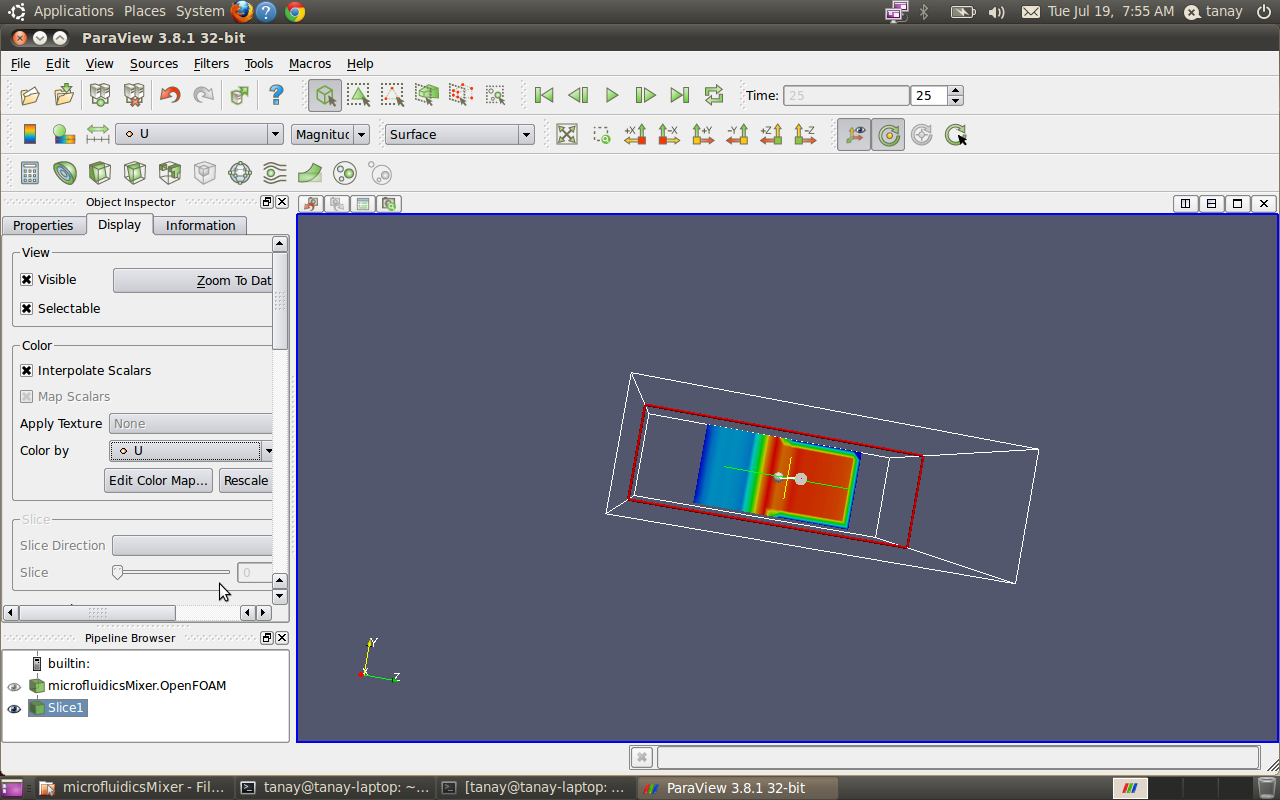 Applications Places System
Tue Jul 19, 7:55 AM
tanay
ParaView 3.8.1 32-bit
File Edit View Sources Filters Tools Macros Help
Time: 25 25
U
Magnituc
Surface
+X -X +Y -Y +Z -Z
Object Inspector
Properties Display Information
View
Visible
Zoom To Dat
Selectable
Color
Interpolate Scalars
Map Scalars
Apply Texture None
Color by U
Edit Color Map... Rescale
Slice
Slice Direction
Slice 0
Y
X
Z
Pipeline Browser
builtin:
microfluidicsMixer.OpenFOAM
Slice1
microfluidicsMixer - Fil...
tanay@tanay-laptop: ~...
[tanay@tanay-laptop: ...
ParaView 3.8.1 32-bit